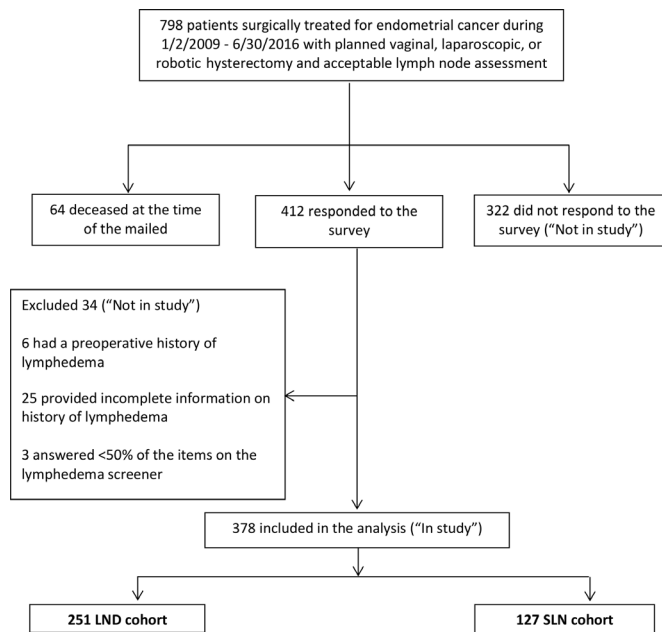 798 patients surgically treated for endometrial cancer during
1/2/2009 - 6/30/2016 with planned vaginal, laparoscopic, or
robotic hysterectomy and acceptable lymph node assessment
64 deceased at the time
of the mailed
412 responded to the
survey
322 did not respond to the
survey (“Not in study”)
Excluded 34 (“Not in study”)
6 had a preoperative history of
lymphedema
25 provided incomplete information on
history of lymphedema
3 answered <50% of the items on the
lymphedema screener
378 included in the analysis (“In study”)
251 LND cohort
127 SLN cohort